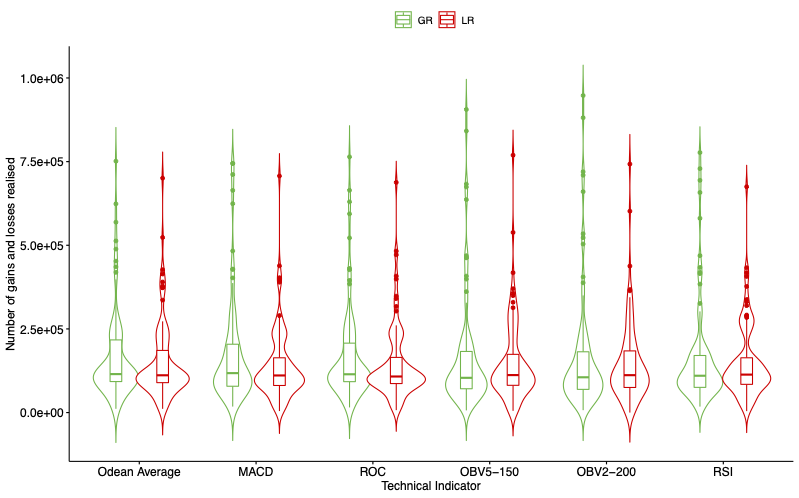 GR LR
Number of gains and losses realised
1.0e+06
7.5e+05
5.0e+05
2.5e+05
0.0e+00
Odean Average MACD ROC OBV5−150 OBV2−200 RSI
Technical Indicator